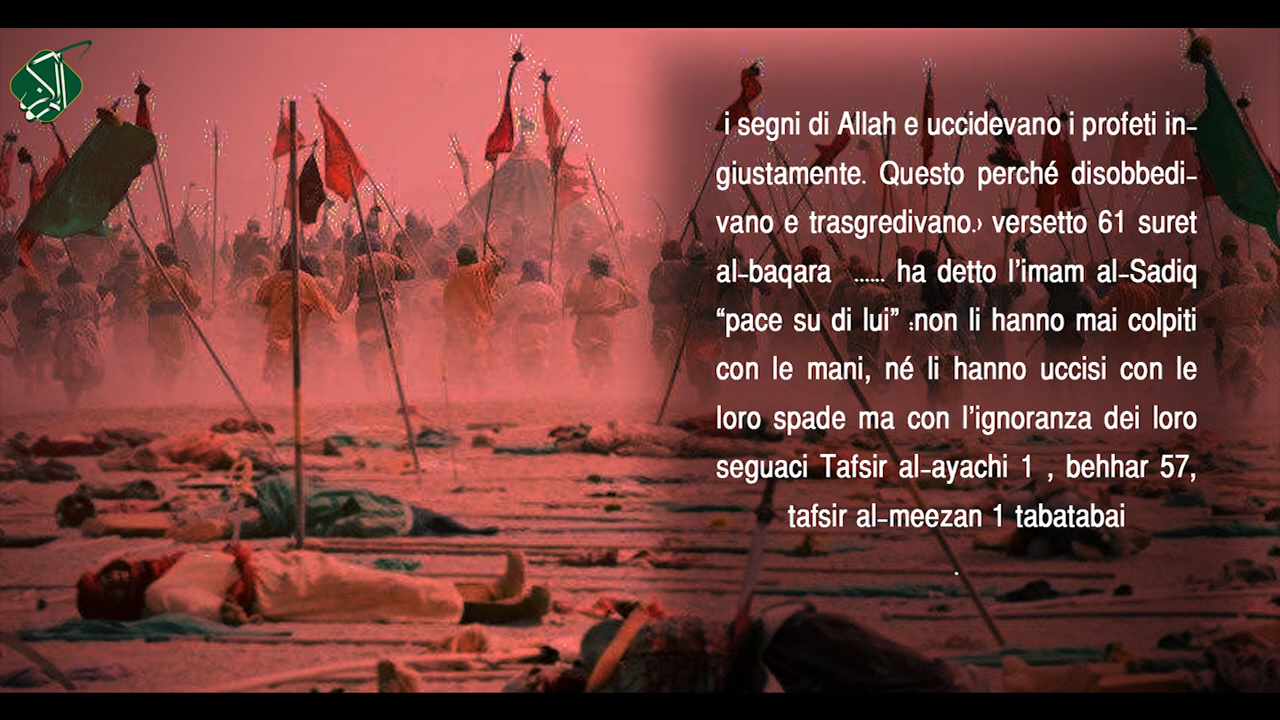 i segni di Allah e uccidevano i profeti in-
giustamente. Questo perché disobbedi-
vano e trasgredivano.› versetto 61 suret
al-baqara ...... ha detto l'imam al-Sadiq
“pace su di lui” :non li hanno mai colpiti
con le mani, né li hanno uccisi con le
loro spade ma con l'ignoranza dei loro
seguaci Tafsir al-ayachi 1 , behhar 57,
tafsir al-meezan 1 tabatabai
.